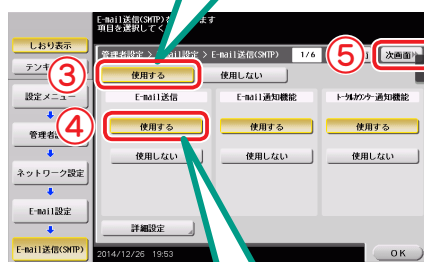 E-mail送信(SMTP)を
ます
項目を選択してく
しおり表示
管理者設定 > E-mail設定 > E-mail送信(SMTP)
1/6
⑤
次画面
テンキ
③
使用する
使用しない
設定メニュー
E-mail送信
E-mail通知機能
トータルカウンター通知機能
④
管理者設
使用する
使用する
使用する
使用しない
使用しない
使用しない
ネットワーク設定
E-mail設定
詳細設定
E-mail送信(SMTP)
2014/12/26 19:53
OK